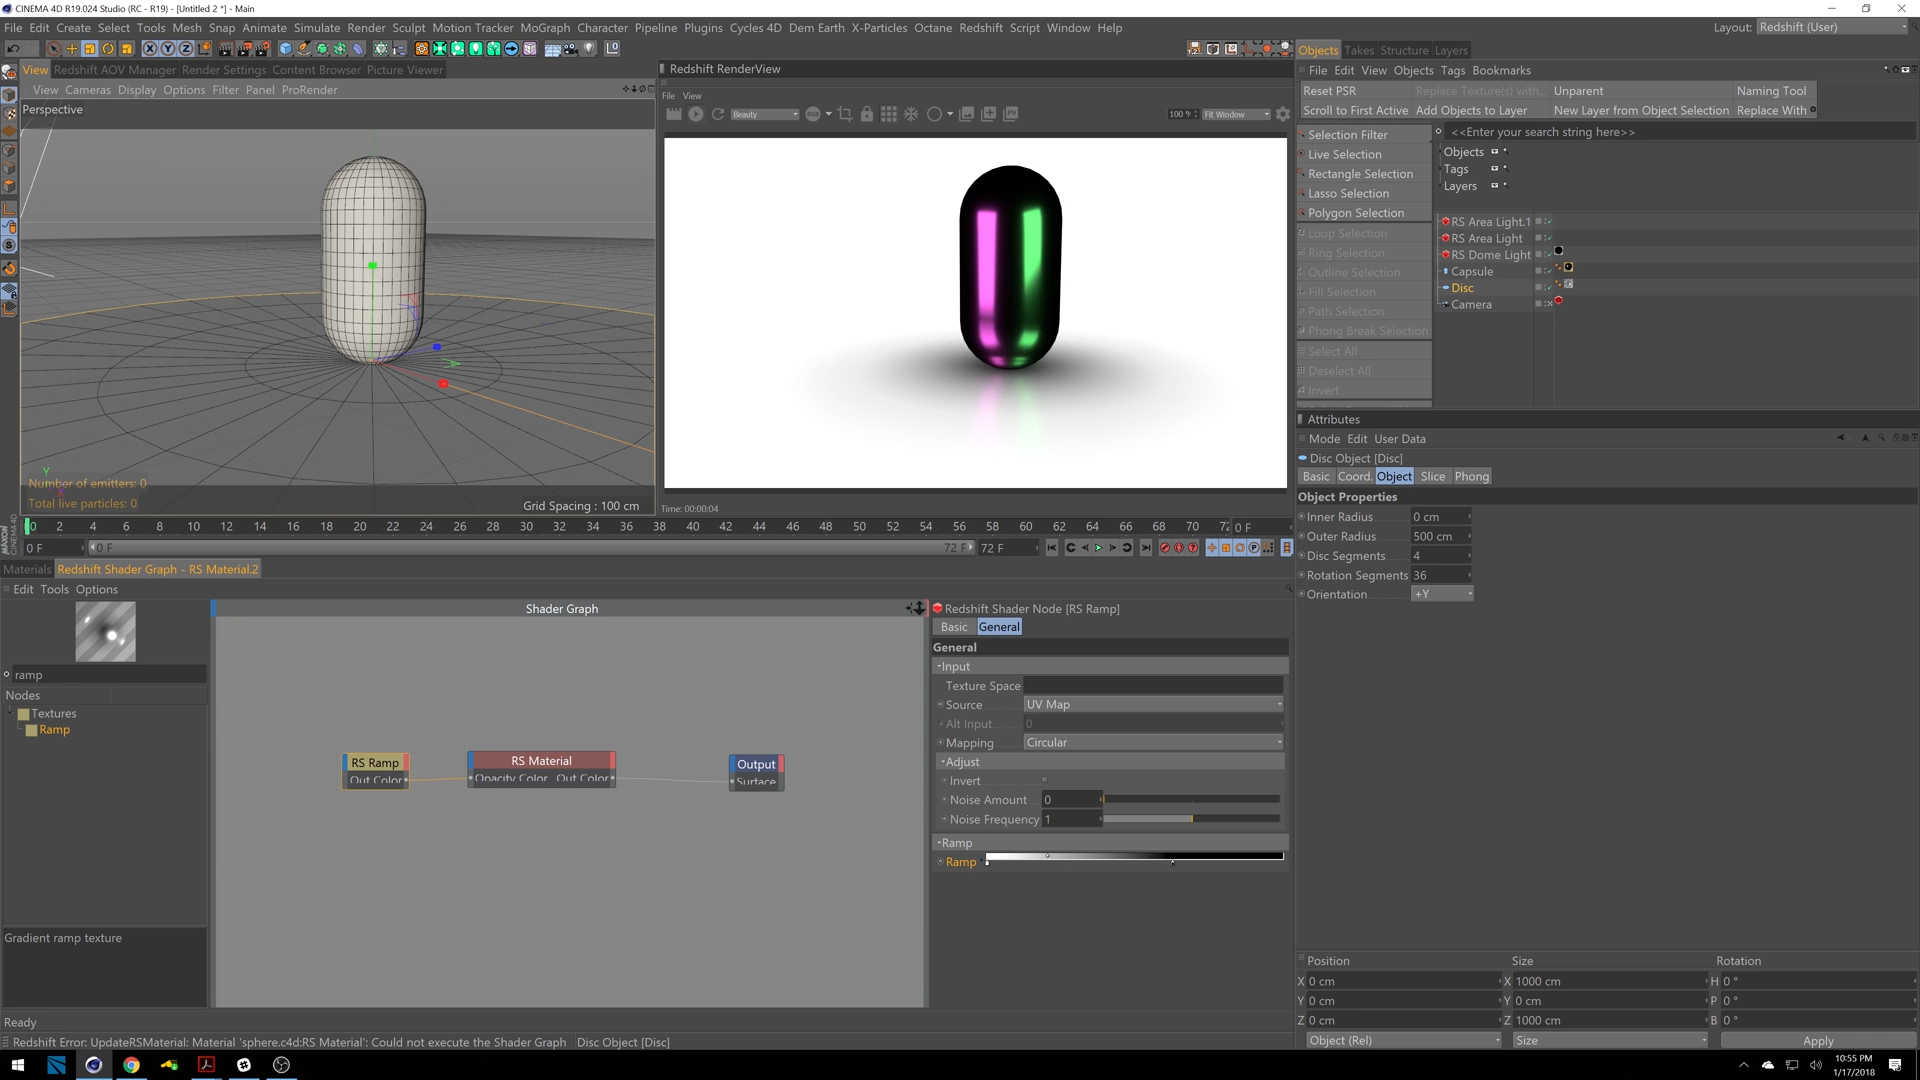 CINEMA 4D R19.024 Studio (RC - R19) - [Untitled 2 *] - Main
File Edit Create Select Tools Mesh Snap Animate Simulate Render Sculpt Motion Tracker MoGraph Character Pipeline Plugins Cycles 4D Dem Earth X-Particles Octane Redshift Script Window Help
Layout: Redshift (User)
View Redshift AOV Manager Render Settings Content Browser Picture Viewer
View Cameras Display Options Filter Panel ProRender
Perspective
Y
X
Number of emitters: 0
Total live particles: 0
Grid Spacing : 100 cm
Redshift RenderView
File View
Beauty
100 %
Fit Window
Time: 00:00:04
Objects Takes Structure Layers
File Edit View Objects Tags Bookmarks
Reset PSR Replace Texture(s) with... Unparent Naming Tool
Scroll to First Active Add Objects to Layer New Layer from Object Selection Replace With
Selection Filter
Live Selection
Rectangle Selection
Lasso Selection
Polygon Selection
Loop Selection
Ring Selection
Outline Selection
Fill Selection
Path Selection
Phong Break Selection
Select All
Deselect All
Invert
<<Enter your search string here>>
Objects
Tags
Layers
RS Area Light.1
RS Area Light
RS Dome Light
Capsule
Disc
Camera
Attributes
Mode Edit User Data
Disc Object [Disc]
Basic Coord. Object Slice Phong
Object Properties
Inner Radius 0 cm
Outer Radius 500 cm
Disc Segments 4
Rotation Segments 36
Orientation +Y
0 2 4 6 8 10 12 14 16 18 20 22 24 26 28 30 32 34 36 38 40 42 44 46 48 50 52 54 56 58 60 62 64 66 68 70 72 0 F
0 F 0 F 72 F 72 F
MAXON
CINEMA 4D
Materials Redshift Shader Graph - RS Material.2
Edit Tools Options
ramp
Nodes
Textures
Ramp
Gradient ramp texture
Shader Graph
RS Ramp
Out Color
RS Material
Opacity Color Out Color
Output
Surface
Redshift Shader Node [RS Ramp]
Basic General
General
Input
Texture Space
Source UV Map
Alt Input 0
Mapping Circular
Adjust
Invert
Noise Amount 0
Noise Frequency 1
Ramp
Ramp
Position Size Rotation
X 0 cm X 1000 cm H 0 °
Y 0 cm Y 0 cm P 0 °
Z 0 cm Z 1000 cm B 0 °
Object (Rel) Size Apply
Ready
Redshift Error: UpdateRSMaterial: Material 'sphere.c4d:RS Material': Could not execute the Shader Graph Disc Object [Disc]
10:55 PM
1/17/2018